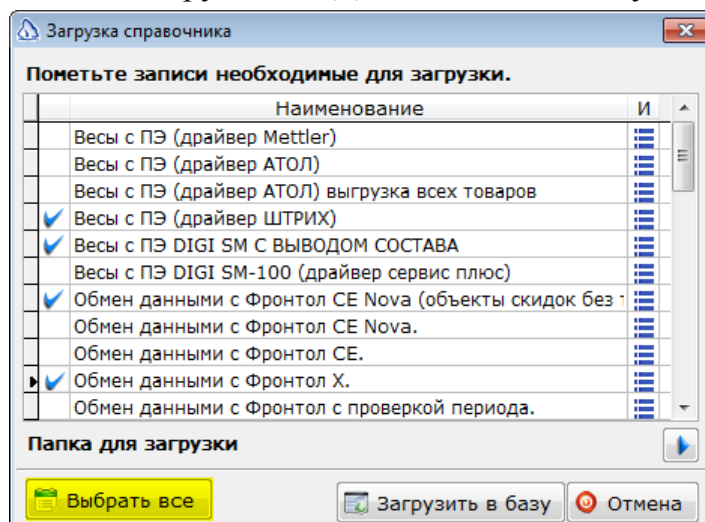 Загрузка справочника
Пометьте записи необходимые для загрузки.
Наименование И
Весы с ПЭ (драйвер Mettler)
Весы с ПЭ (драйвер АТОЛ)
Весы с ПЭ (драйвер АТОЛ) выгрузка всех товаров
Весы с ПЭ (драйвер ШТРИХ)
Весы с ПЭ DIGI SM С ВЫВОДОМ СОСТАВА
Весы с ПЭ DIGI SM-100 (драйвер сервис плюс)
Обмен данными с Фронтол CE Nova (объекты скидок без
Обмен данными с Фронтол CE Nova.
Обмен данными с Фронтол CE.
Обмен данными с Фронтол X.
Обмен данными с Фронтол с проверкой периода.
Папка для загрузки
Выбрать все Загрузить в базу Отмена